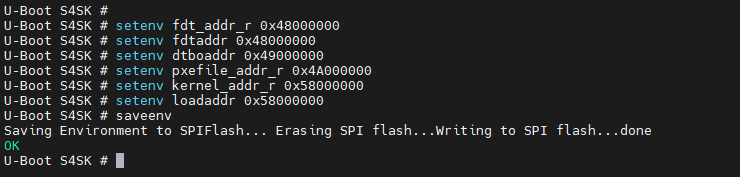 U-Boot S4SK #
U-Boot S4SK # setenv fdt_addr_r 0x48000000
U-Boot S4SK # setenv fdtaddr 0x48000000
U-Boot S4SK # setenv dtboaddr 0x49000000
U-Boot S4SK # setenv pxefile_addr_r 0x4A000000
U-Boot S4SK # setenv kernel_addr_r 0x58000000
U-Boot S4SK # setenv loadaddr 0x58000000
U-Boot S4SK # saveenv
Saving Environment to SPIFlash... Erasing SPI flash...Writing to SPI flash...done
OK
U-Boot S4SK #